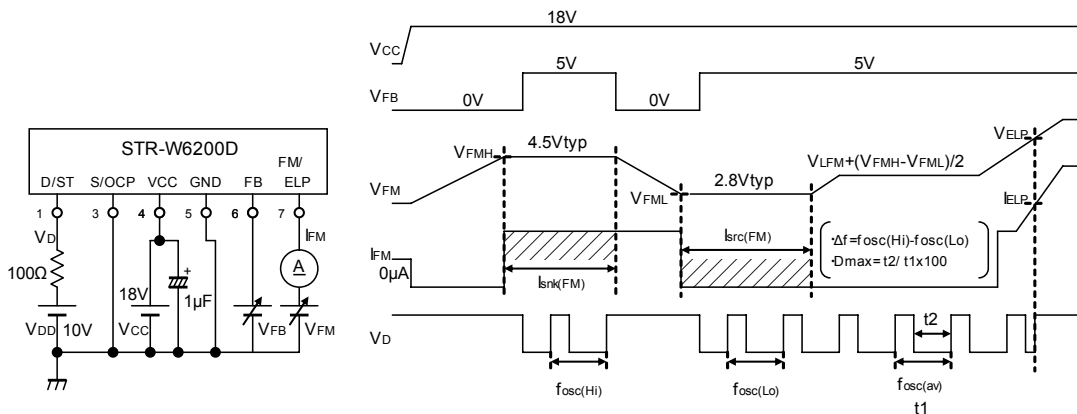 STR-W6200D
D/ST S/OCP VCC GND FB FM/ELP
1 3 4 5 6 7
VD
100Ω
VDD 10V
18V
VCC
+
1µF
VFB
IFM
A
VFM
VCC
18V
VFB
0V 5V 0V 5V
VFM
VFMH
4.5Vtyp
VFML
2.8Vtyp
VLFM+(VFMH-VFML)/2
VELP
IELP
IFM
0µA
Isnk(FM)
Isrc(FM)
·Δf=fosc(Hi)-fosc(Lo)
·Dmax=t2/ t1x100
VD
fosc(Hi)
fosc(Lo)
t2
fosc(av)
t1